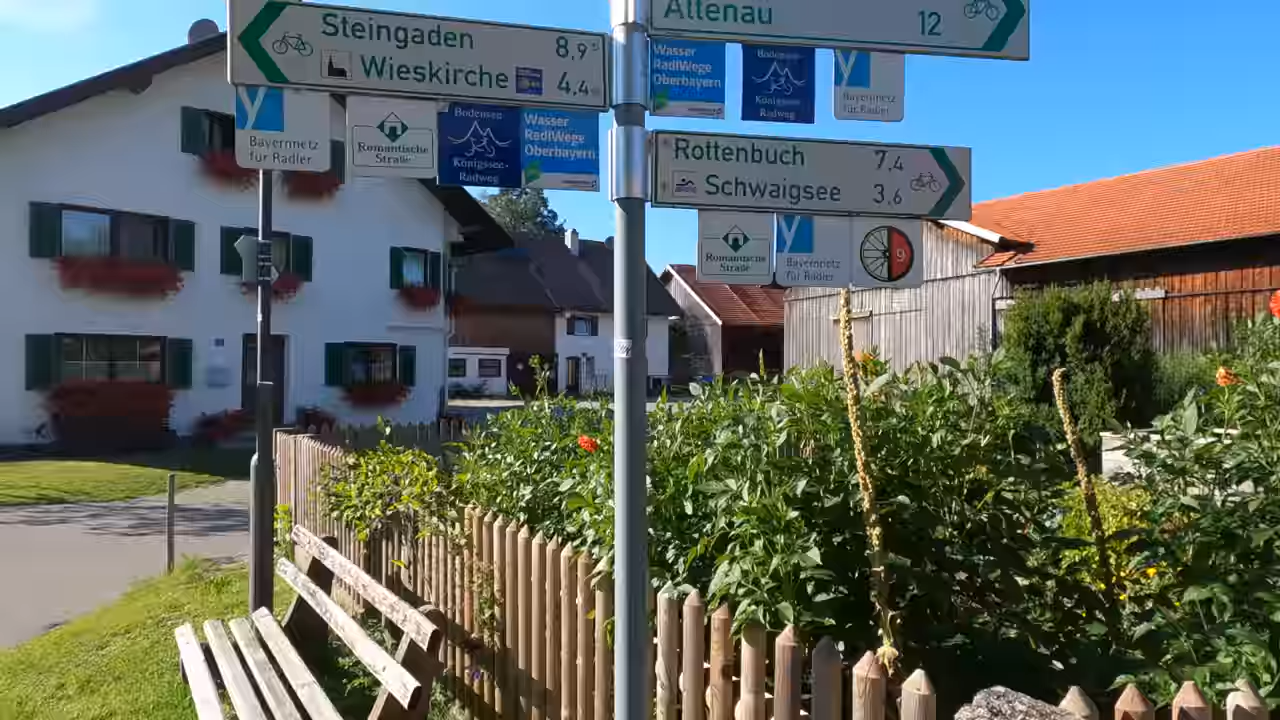 Steingaden 8,9
Wieskirche 4,4
Bayernnetz
für Radler
Romantische
Straße
Bodensee-
Königssee-
Radweg
Wasser
RadlWege
Oberbayern
Altenau 12
Wasser
RadlWege
Oberbayern
Bodensee-
Königssee-
Radweg
Bayernnetz
für Radler
Rottenbuch 7,4
Schwaigsee 3,6
Romantische
Straße
Bayernnetz
für Radler
9